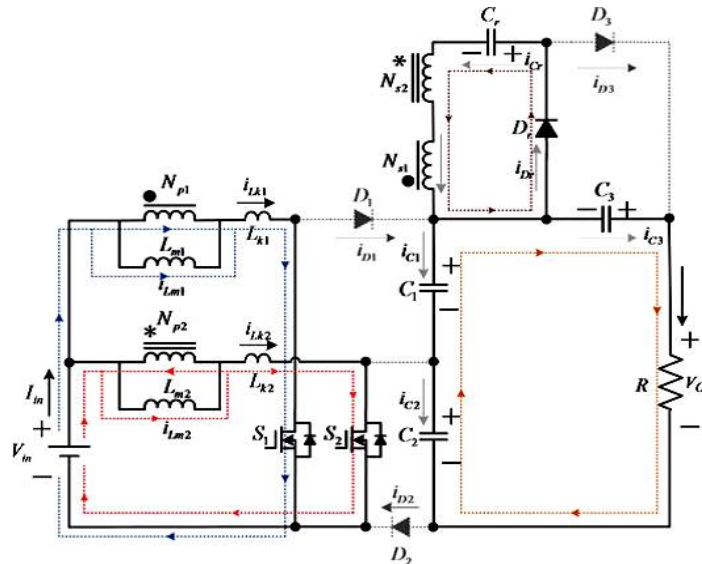 C_r
D_3
*
− +
i_Cr
N_s2
i_D3
D_r
N_s1
i_Dr
N_p1
i_Lk1
D_1
C_3
− +
L_k1
i_C1
i_C3
L_m1
i_D1
+
i_Lm1
C_1
−
* N_p2
i_Lk2
+
L_m2
L_k2
i_C2
R
V_O
I_in
i_Lm2
+
S_1
S_2
C_2
−
+
V_in
−
−
i_D2
D_2